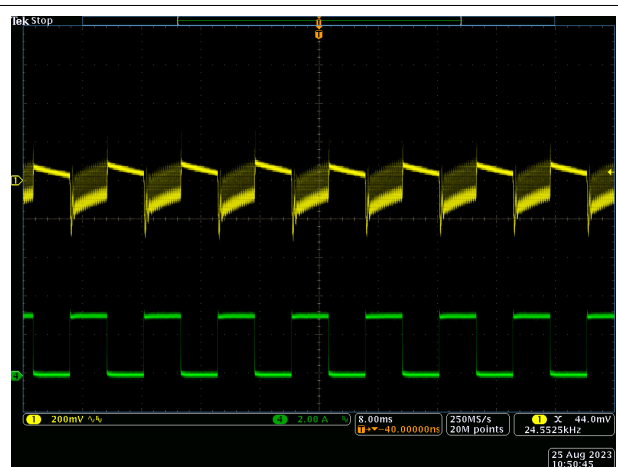 Tek Stop
T
T
1
4
1 200mV
4 2.00 A
8.00ms
T→▼−40.00000ns
250MS/s
20M points
1 X 44.0mV
24.5525kHz
25 Aug 2023
10:50:45